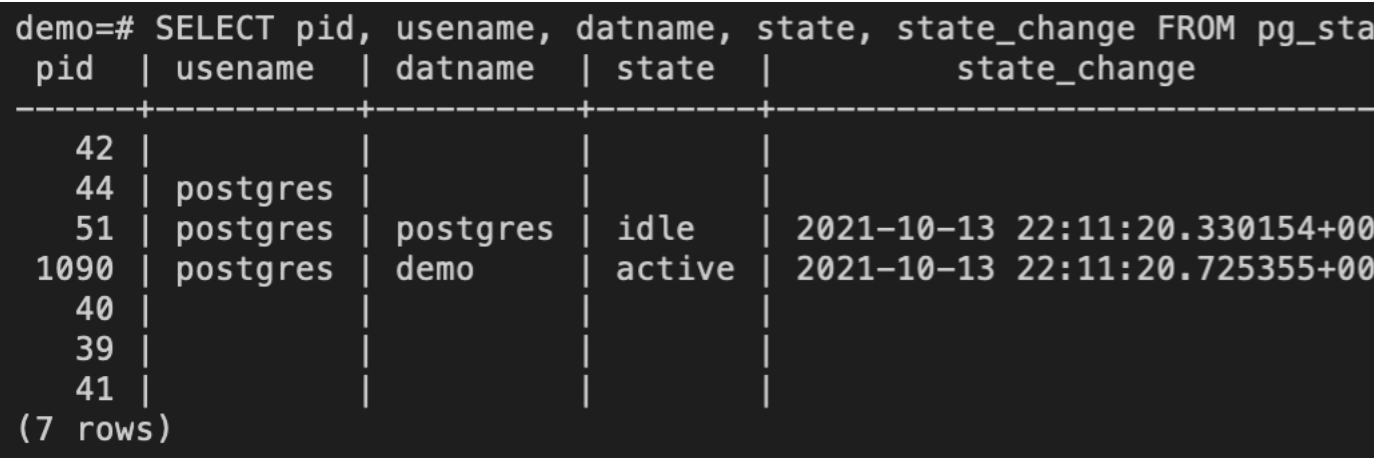 demo=# SELECT pid, usename, datname, state, state_change FROM pg_sta
 pid  | usename  | datname  | state  |         state_change
------+----------+----------+--------+------------------------------
   42 |          |          |        |
   44 | postgres |          |        |
   51 | postgres | postgres | idle   | 2021-10-13 22:11:20.330154+00
 1090 | postgres | demo     | active | 2021-10-13 22:11:20.725355+00
   40 |          |          |        |
   39 |          |          |        |
   41 |          |          |        |
(7 rows)